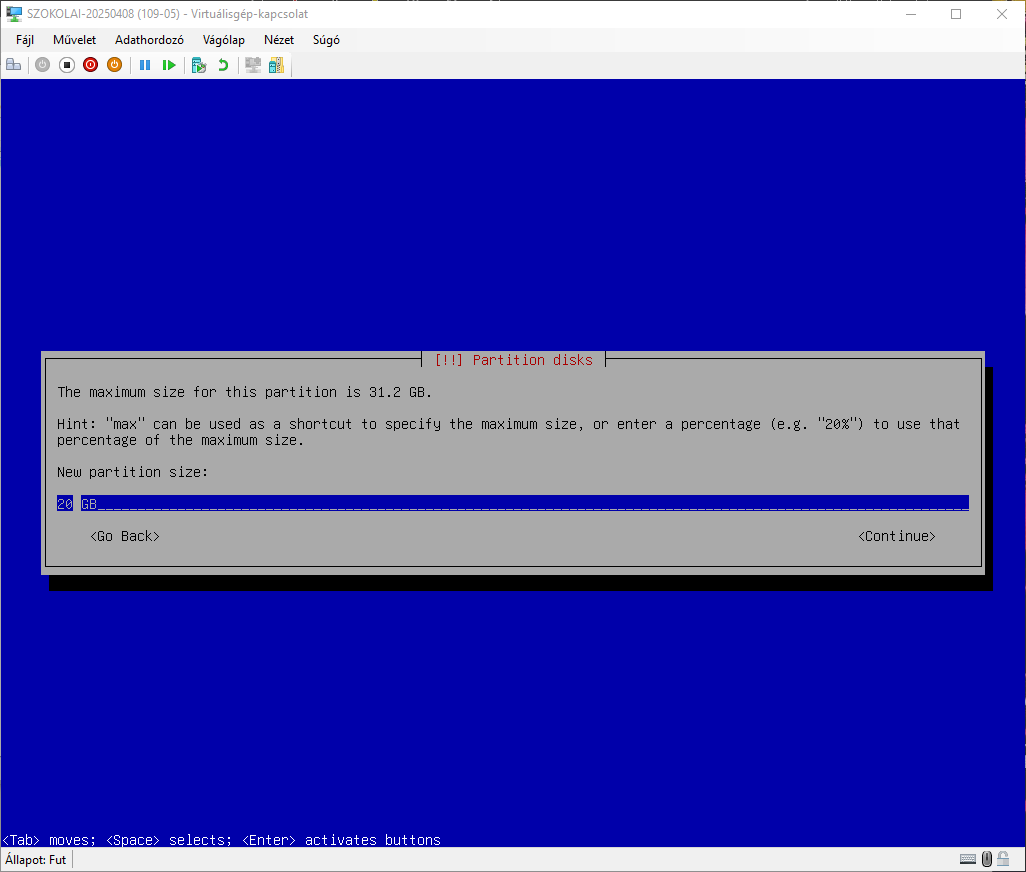 SZOKOLAI-20250408 (109-05) - Virtuálisgép-kapcsolat
Fájl Művelet Adathordozó Vágólap Nézet Súgó
[!!] Partition disks
The maximum size for this partition is 31.2 GB.
Hint: "max" can be used as a shortcut to specify the maximum size, or enter a percentage (e.g. "20%") to use that
percentage of the maximum size.
New partition size:
20 GB
<Go Back> <Continue>
<Tab> moves; <Space> selects; <Enter> activates buttons
Állapot: Fut